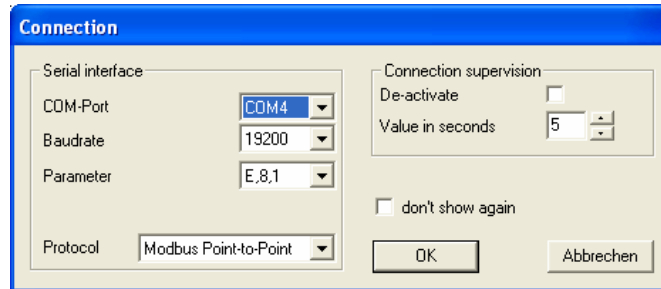 Connection
Serial interface
COM-Port COM4
Baudrate 19200
Parameter E,8,1
Protocol Modbus Point-to-Point
Connection supervision
De-activate
Value in seconds 5
don't show again
OK Abbrechen